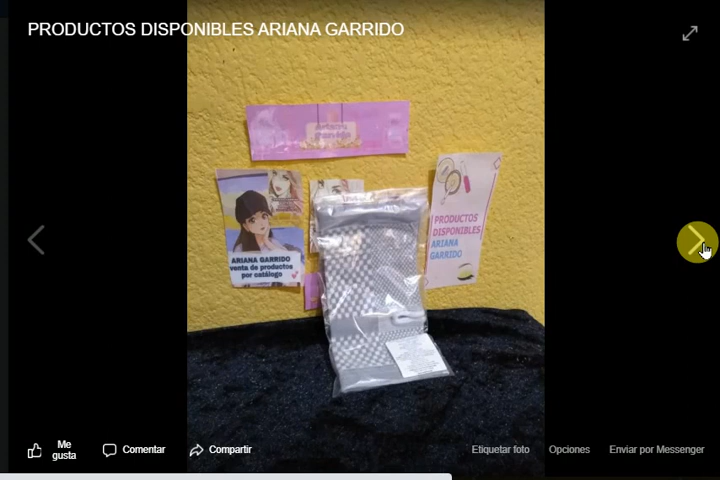 PRODUCTOS DISPONIBLES ARIANA GARRIDO
ARIANA GARRIDO
venta de productos
por catálogo
PRODUCTOS
DISPONIBLES
ARIANA
GARRIDO
Me gusta
Comentar
Compartir
Etiquetar foto
Opciones
Enviar por Messenger